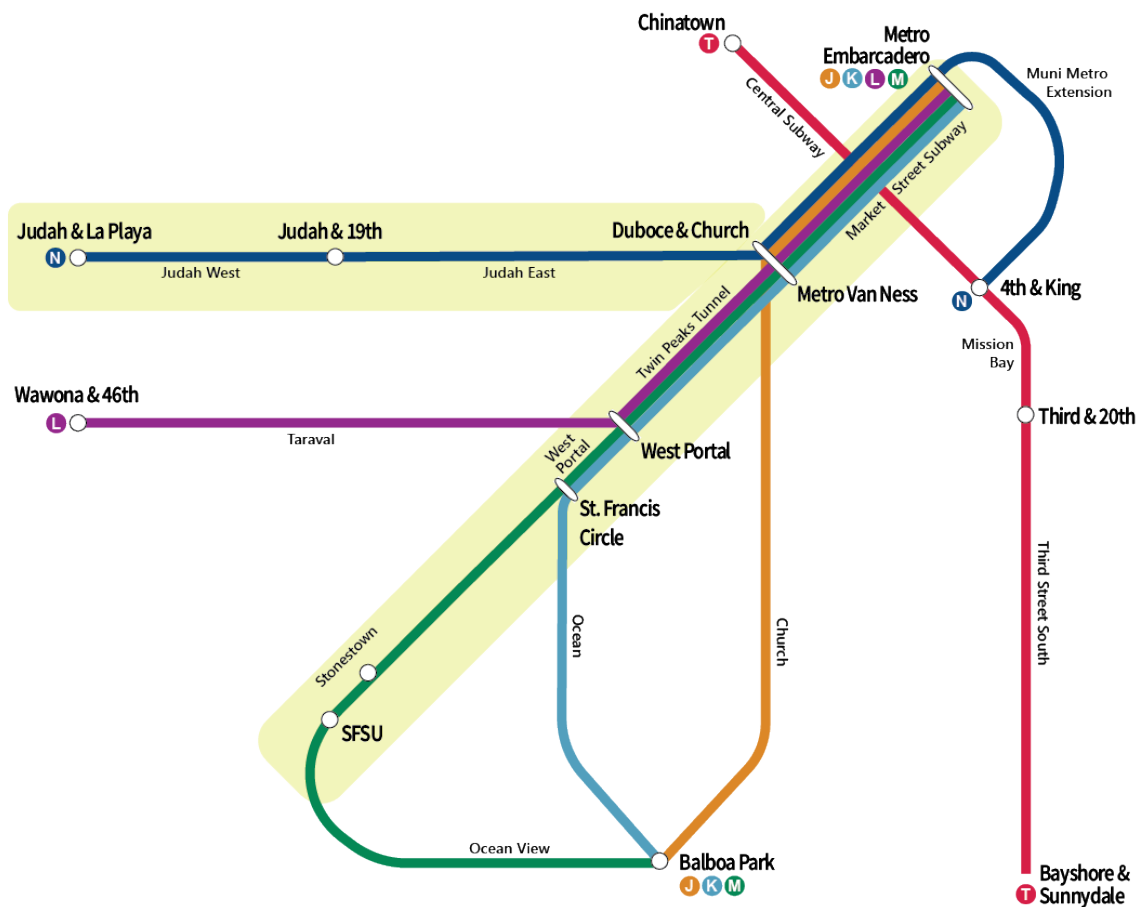 Chinatown
T
Metro
Embarcadero
J K L M
Muni Metro
Extension
Central Subway
Market Street Subway
Judah & La Playa
N
Judah & 19th
Duboce & Church
Judah West
Judah East
Metro Van Ness
4th & King
N
Mission
Bay
Twin Peaks Tunnel
Wawona & 46th
L
Taraval
Third & 20th
West
Portal
West Portal
St. Francis
Circle
Ocean
Church
Third Street South
Stonestown
SFSU
Ocean View
Balboa Park
J K M
Bayshore &
T Sunnydale